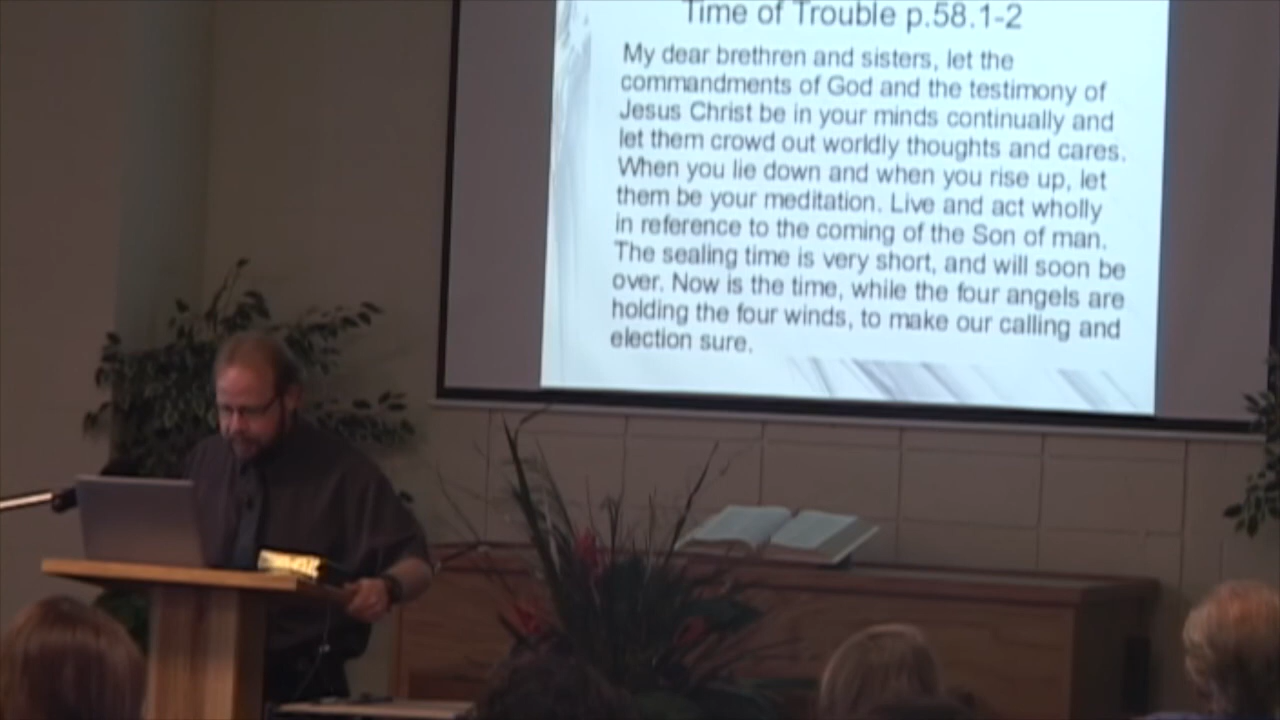 Time of Trouble p.58.1-2
My dear brethren and sisters, let the
commandments of God and the testimony of
Jesus Christ be in your minds continually and
let them crowd out worldly thoughts and cares.
When you lie down and when you rise up, let
them be your meditation. Live and act wholly
in reference to the coming of the Son of man.
The sealing time is very short, and will soon be
over. Now is the time, while the four angels are
holding the four winds, to make our calling and
election sure.